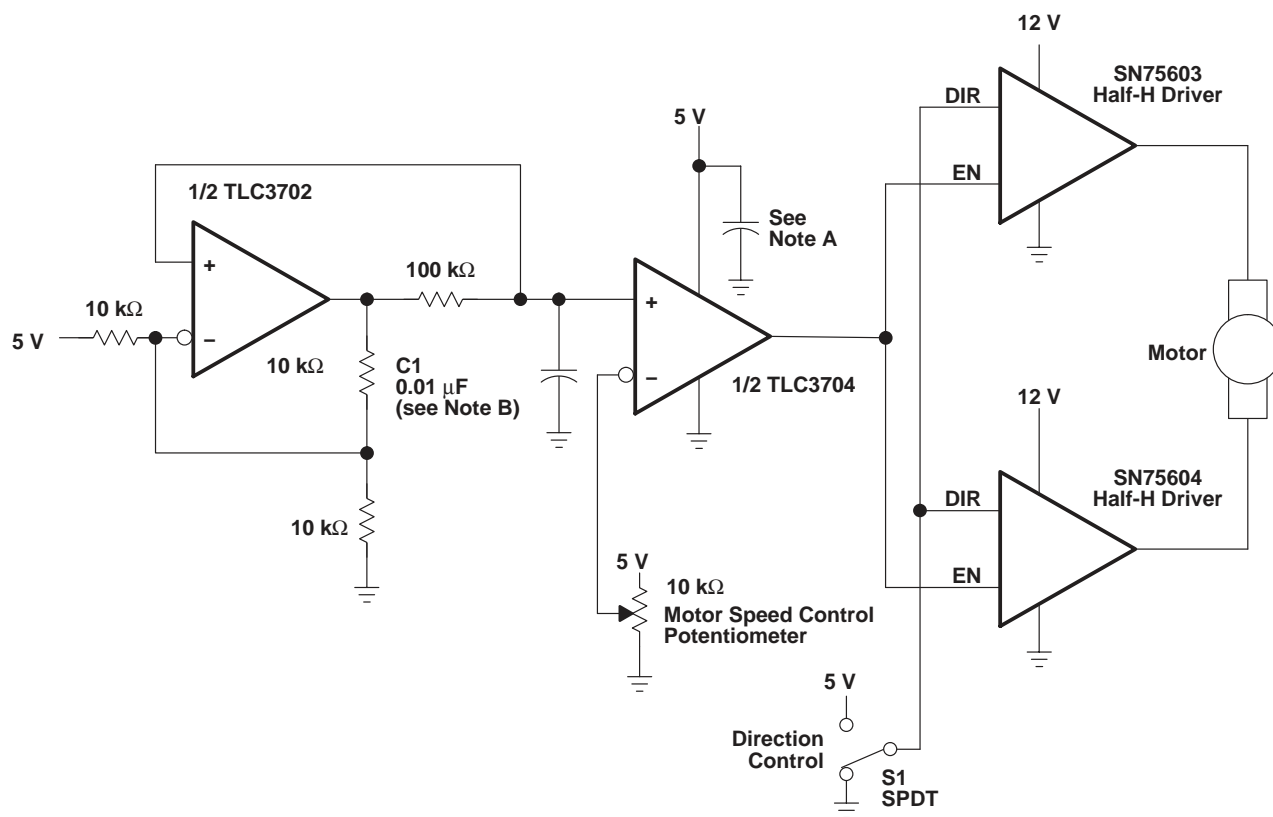 12 V
SN75603
Half-H Driver
DIR
5 V
EN
1/2 TLC3702
See
Note A
+
100 kΩ
10 kΩ
+
5 V
–
10 kΩ
C1
0.01 μF
(see Note B)
–
1/2 TLC3704
Motor
12 V
SN75604
Half-H Driver
DIR
10 kΩ
5 V
10 kΩ
Motor Speed Control
Potentiometer
EN
5 V
Direction
Control
S1
SPDT